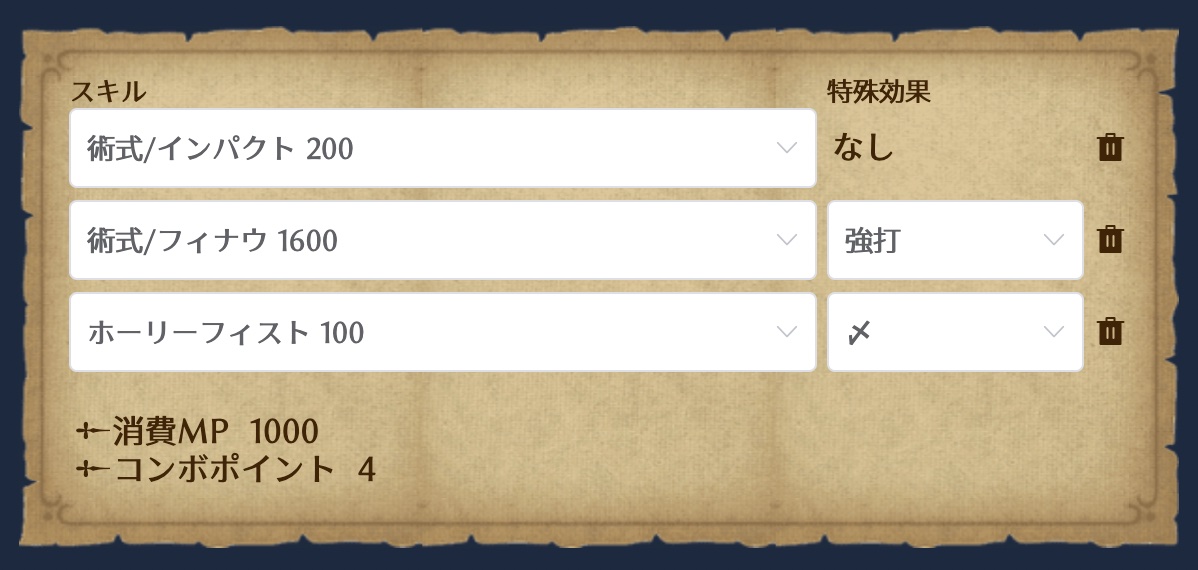 スキル 特殊効果
術式/インパクト 200 なし
術式/フィナウ 1600 強打
ホーリーフィスト 100 〆
消費MP 1000
コンボポイント 4